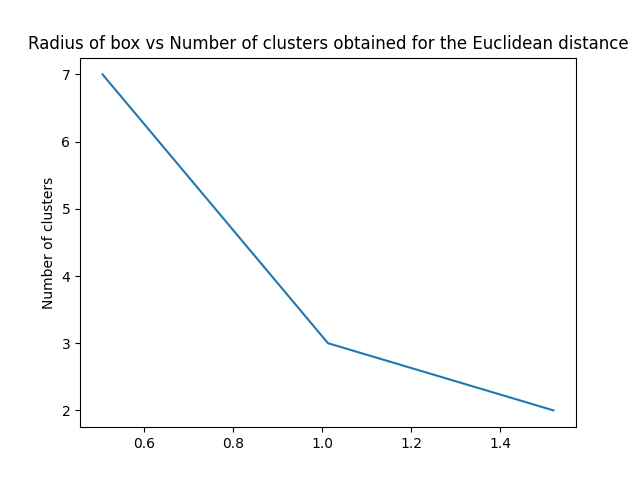 Radius of box vs Number of clusters obtained for the Euclidean distance
7
6
5
4
3
2
Number of clusters
0.6 0.8 1.0 1.2 1.4